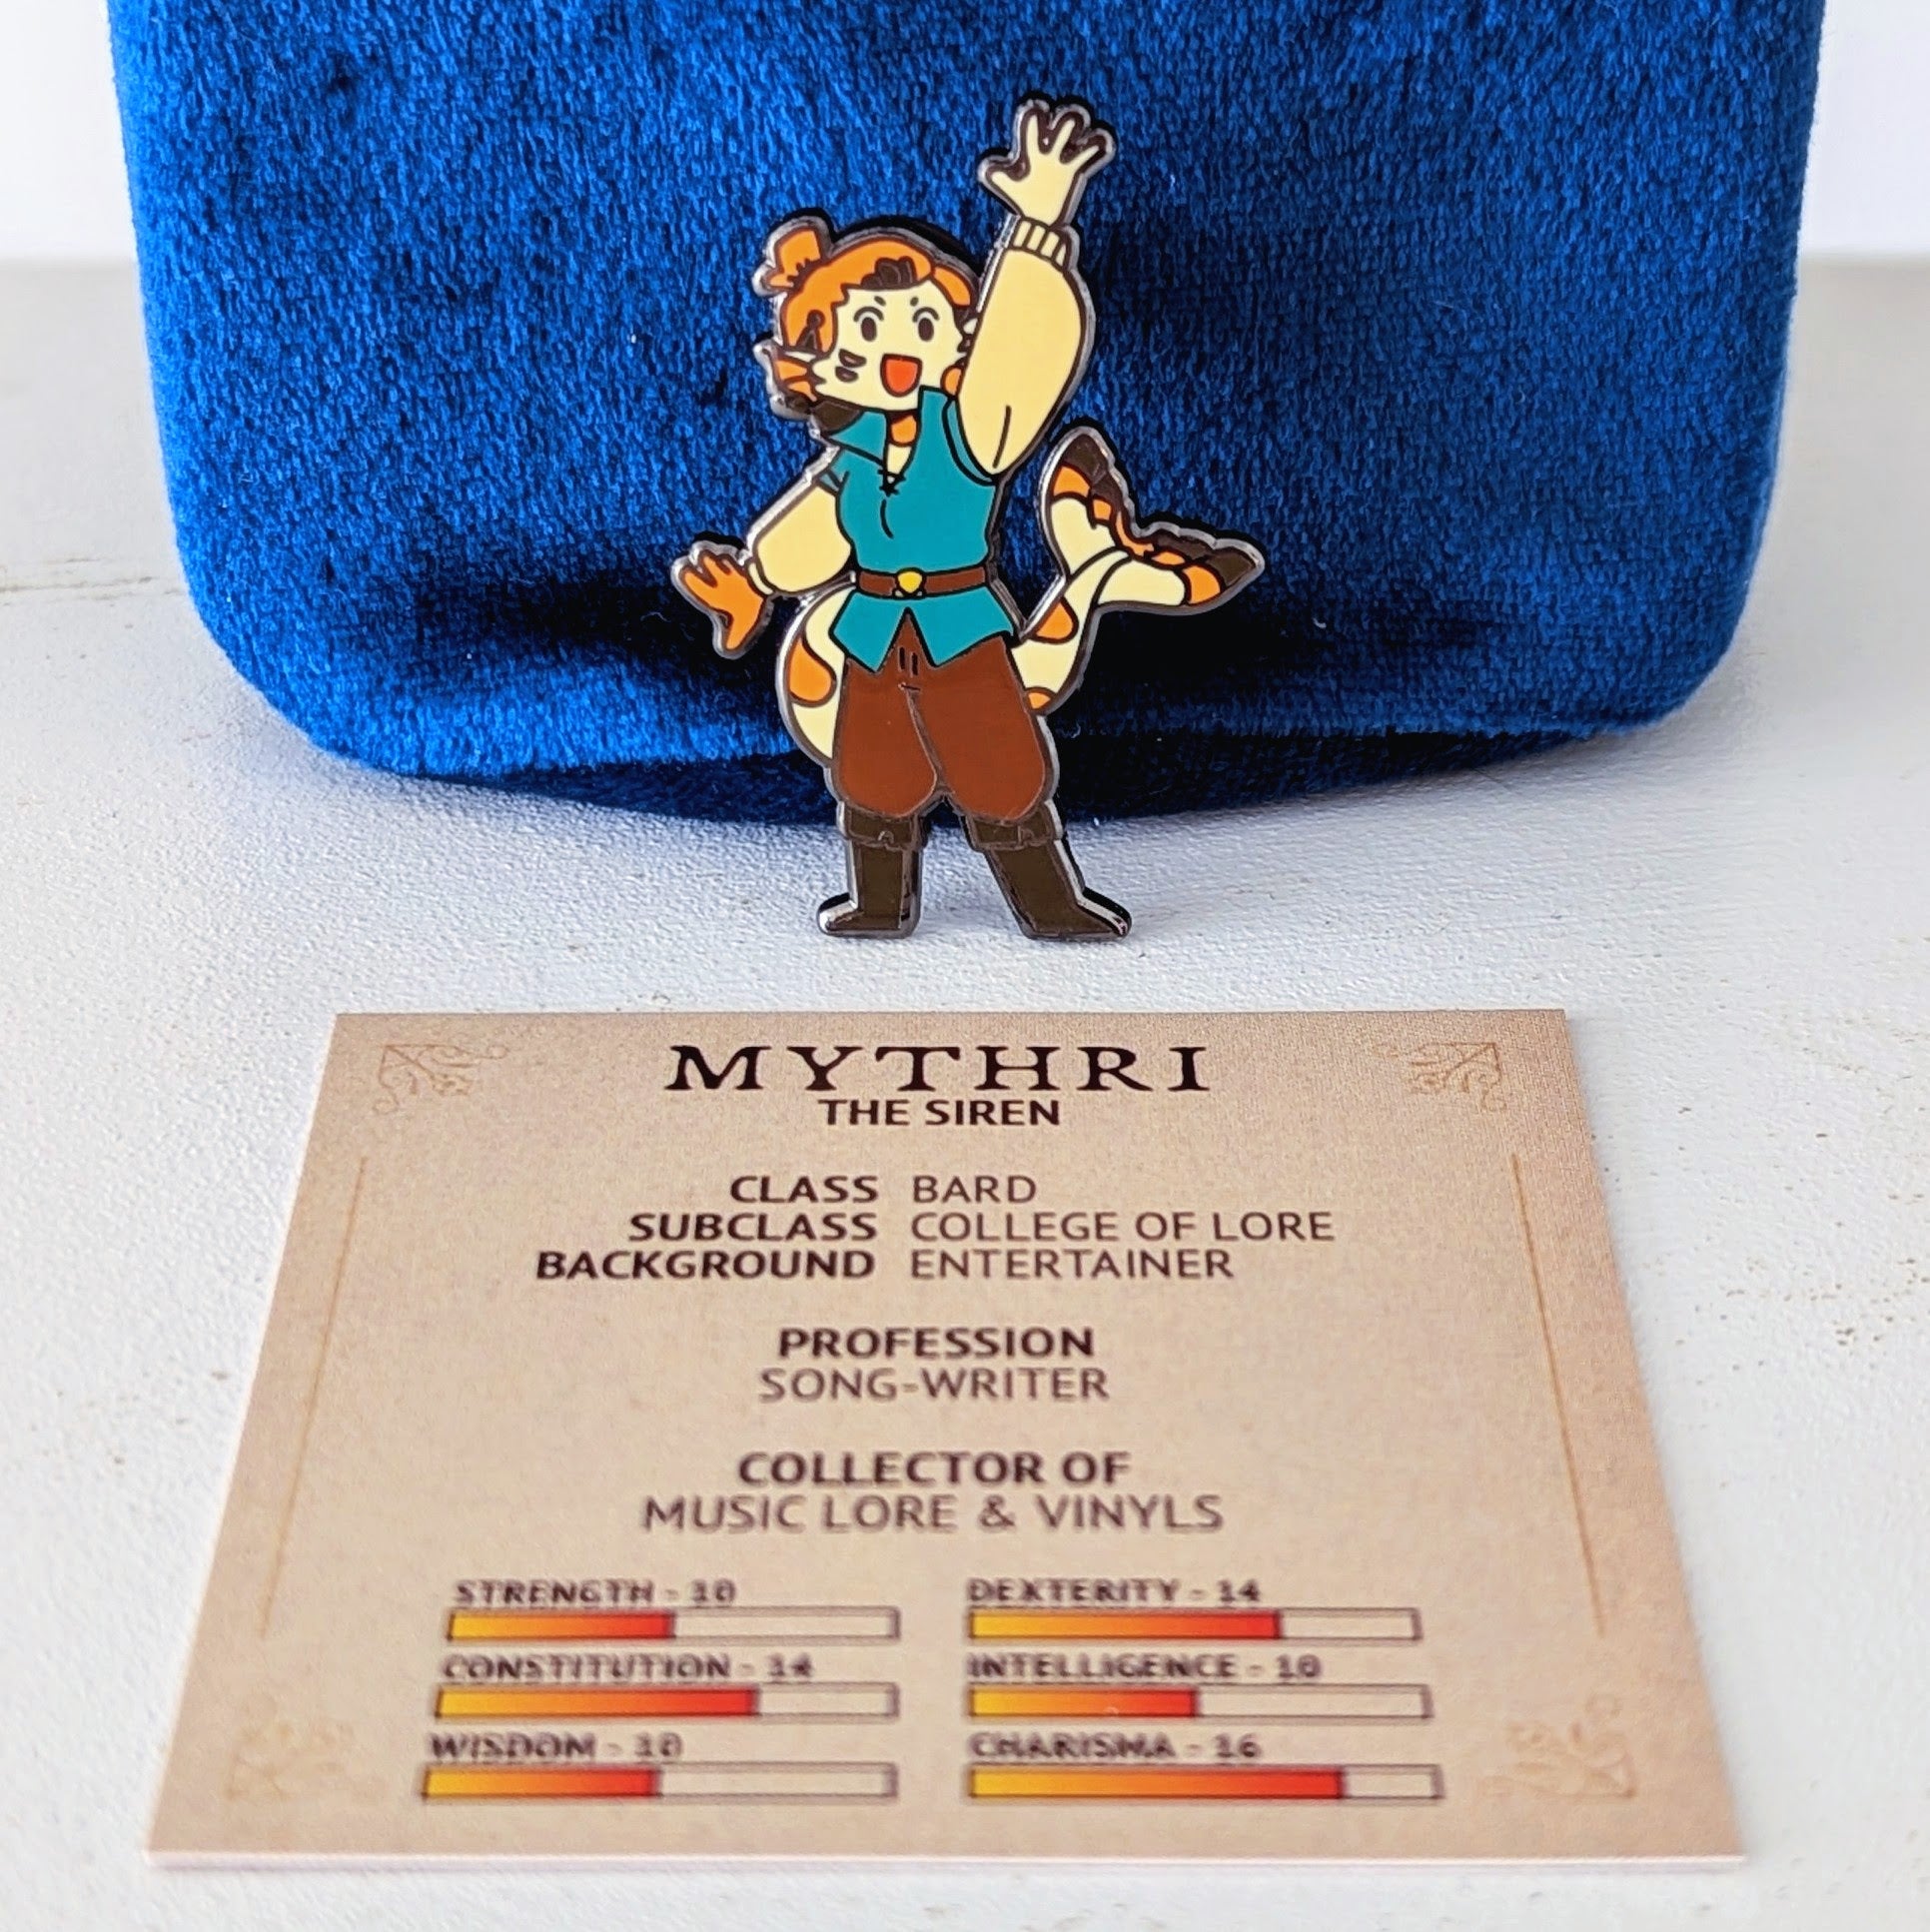 MYTHRI
THE SIREN
CLASS BARD
SUBCLASS COLLEGE OF LORE
BACKGROUND ENTERTAINER
PROFESSION
SONG-WRITER
COLLECTOR OF
MUSIC LORE & VINYLS
STRENGTH - 10 DEXTERITY - 14
CONSTITUTION - 14 INTELLIGENCE - 10
WISDOM - 10 CHARISMA - 16